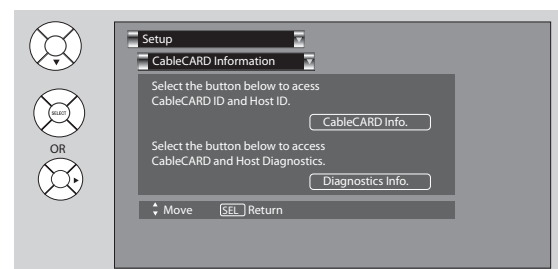 Setup
CableCARD Information
Select the button below to acess
CableCARD ID and Host ID.
CableCARD Info.
Select the button below to access
CableCARD and Host Diagnostics.
Diagnostics Info.
Move SEL Return
SELECT
OR